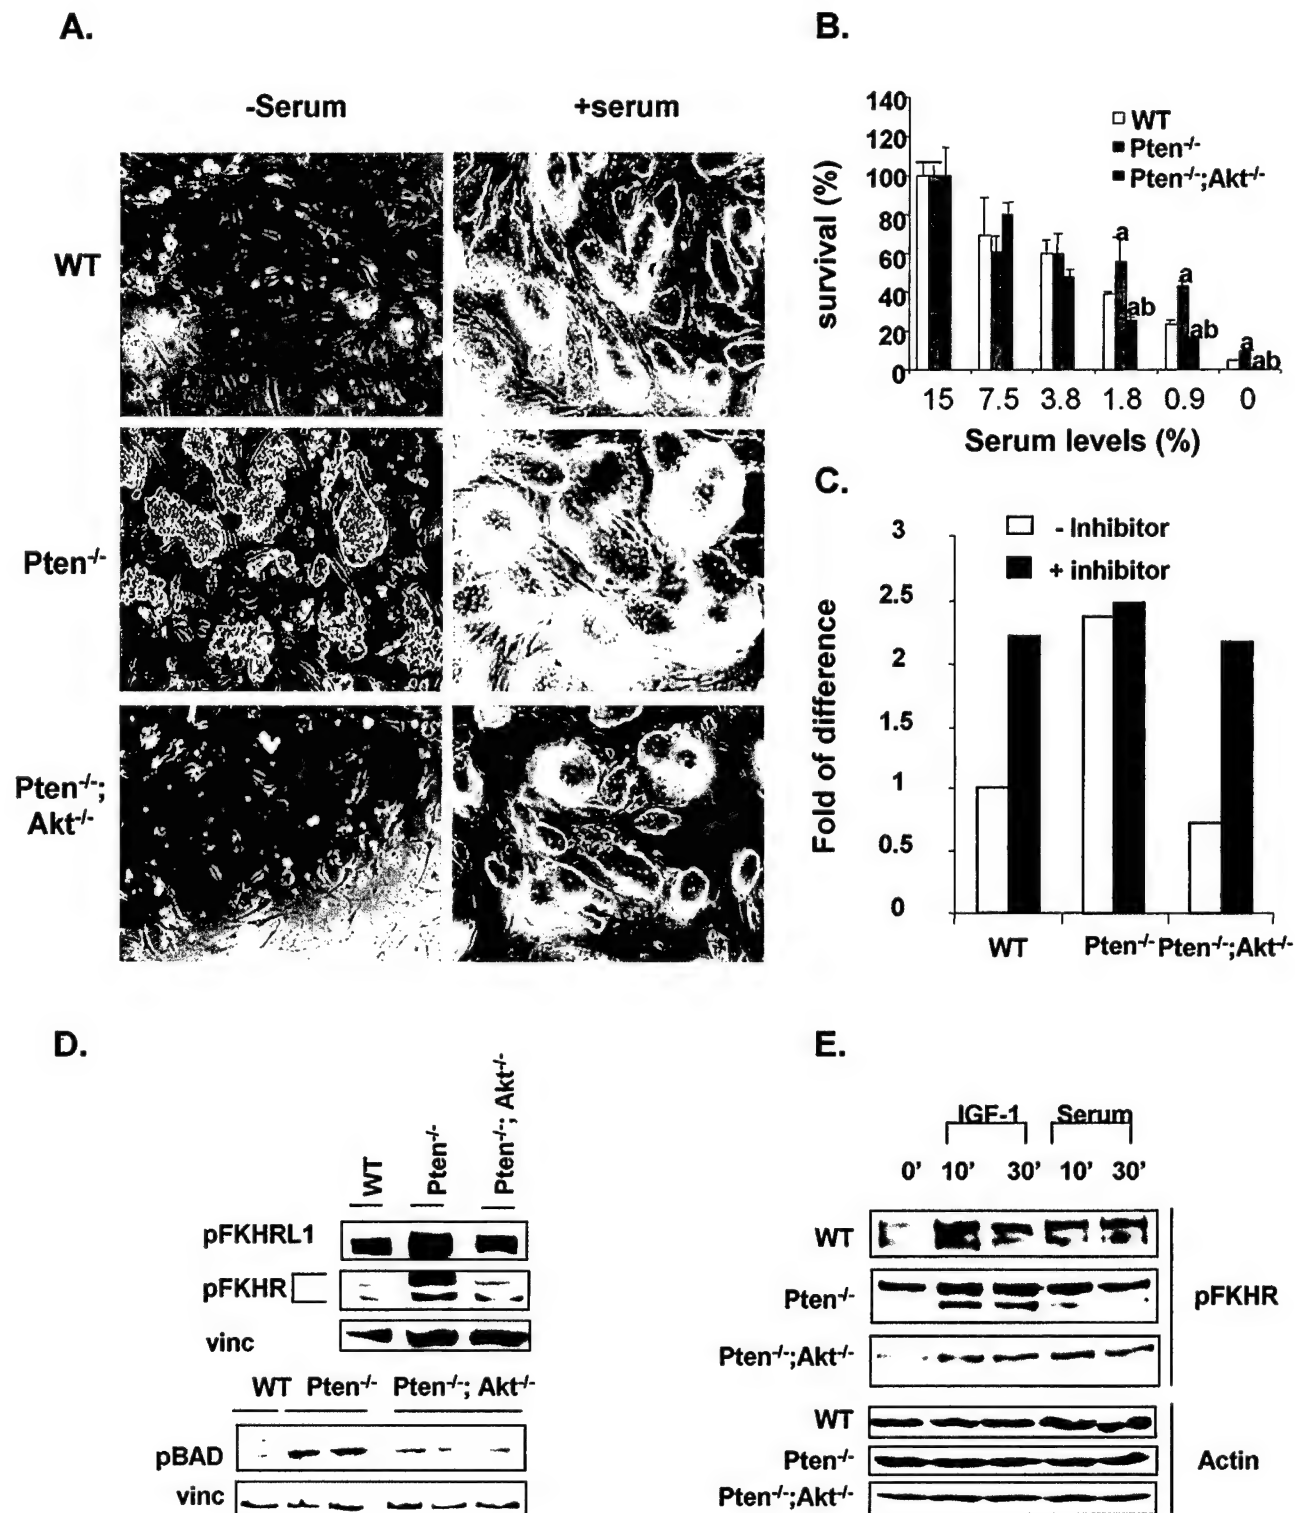 A.
-Serum
+serum
WT
Pten-/-
Pten-/-;
Akt-/-
B.
survival (%)
140
120
100
80
60
40
20
0
WT
Pten-/-
Pten-/-;Akt-/-
a
ab
a
ab
a
ab
15 7.5 3.8 1.8 0.9 0
Serum levels (%)
C.
Fold of difference
3
2.5
2
1.5
1
0.5
0
- Inhibitor
+ inhibitor
WT Pten-/- Pten-/-;Akt-/-
D.
WT Pten-/- Pten-/-; Akt-/-
pFKHRL1
pFKHR
vinc
WT Pten-/- Pten-/-; Akt-/-
pBAD
vinc
E.
IGF-1 Serum
0' 10' 30' 10' 30'
WT
Pten-/-
Pten-/-;Akt-/-
pFKHR
WT
Pten-/-
Pten-/-;Akt-/-
Actin